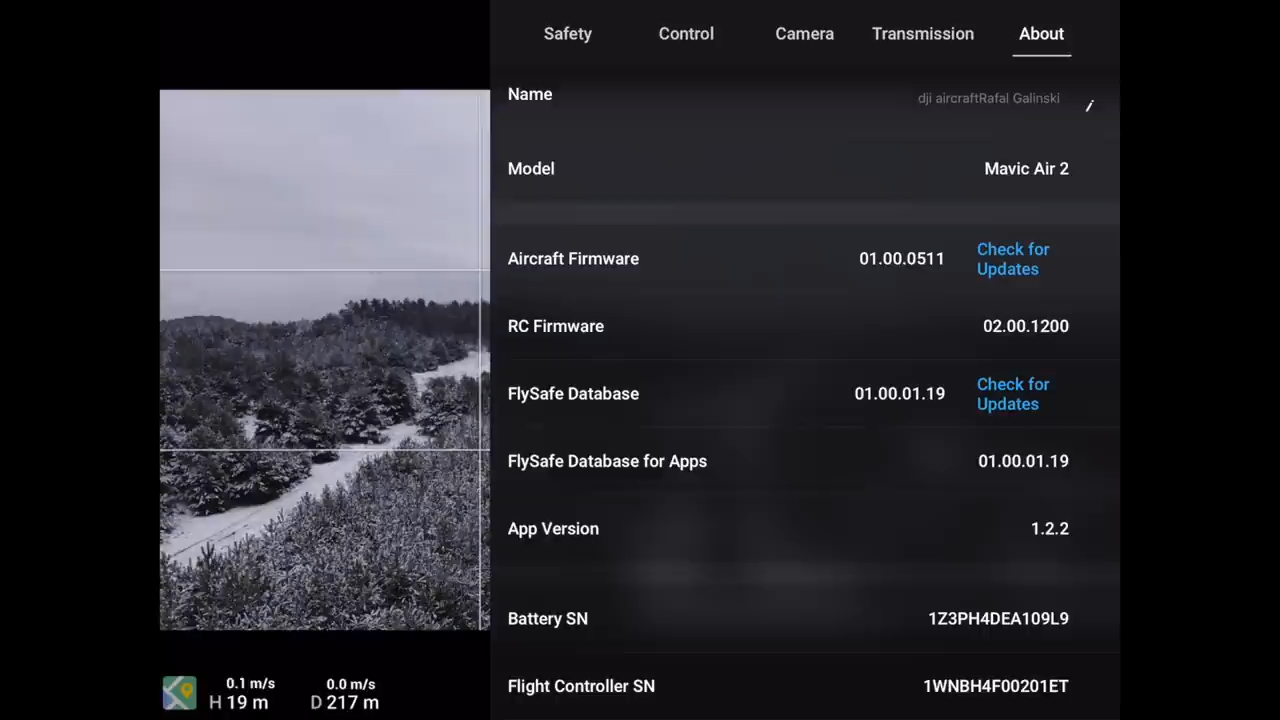 Safety Control Camera Transmission About
Name dji aircraftRafal Galinski
Model Mavic Air 2
Aircraft Firmware 01.00.0511 Check for
Updates
RC Firmware 02.00.1200
FlySafe Database 01.00.01.19 Check for
Updates
FlySafe Database for Apps 01.00.01.19
App Version 1.2.2
Battery SN 1Z3PH4DEA109L9
Flight Controller SN 1WNBH4F00201ET
0.1 m/s 0.0 m/s
H 19 m D 217 m